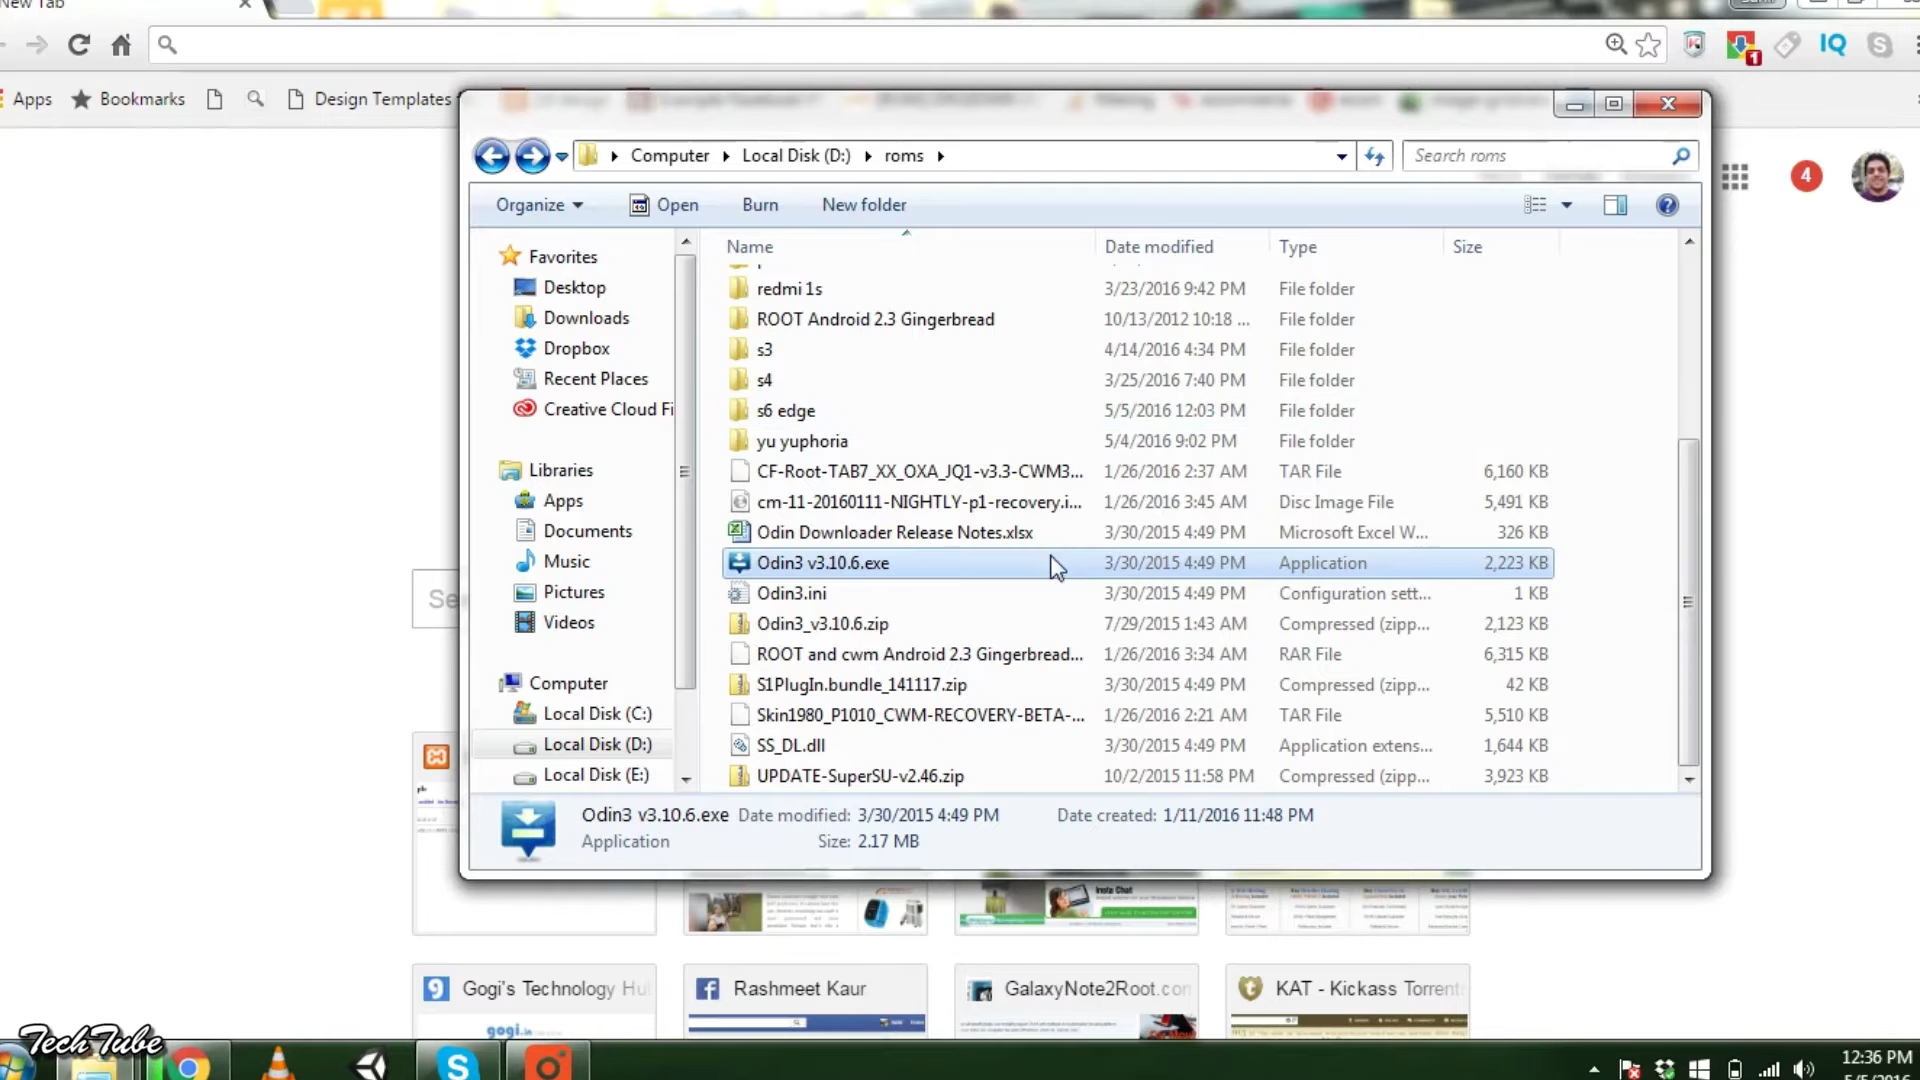 New Tab
Apps
Bookmarks
Design Templates
1
IQ
Computer
Local Disk (D:)
roms
Search roms
4
Organize
Open
Burn
New folder
Name
Date modified
Type
Size
Favorites
Desktop
Downloads
Dropbox
Recent Places
Creative Cloud Fi
Libraries
Apps
Documents
Music
Pictures
Videos
Computer
Local Disk (C:)
Local Disk (D:)
Local Disk (E:)
redmi 1s 3/23/2016 9:42 PM File folder
ROOT Android 2.3 Gingerbread 10/13/2012 10:18 ... File folder
s3 4/14/2016 4:34 PM File folder
s4 3/25/2016 7:40 PM File folder
s6 edge 5/5/2016 12:03 PM File folder
yu yuphoria 5/4/2016 9:02 PM File folder
CF-Root-TAB7_XX_OXA_JQ1-v3.3-CWM3... 1/26/2016 2:37 AM TAR File 6,160 KB
cm-11-20160111-NIGHTLY-p1-recovery.i... 1/26/2016 3:45 AM Disc Image File 5,491 KB
Odin Downloader Release Notes.xlsx 3/30/2015 4:49 PM Microsoft Excel W... 326 KB
Odin3 v3.10.6.exe 3/30/2015 4:49 PM Application 2,223 KB
Odin3.ini 3/30/2015 4:49 PM Configuration sett... 1 KB
Odin3_v3.10.6.zip 7/29/2015 1:43 AM Compressed (zipp... 2,123 KB
ROOT and cwm Android 2.3 Gingerbread... 1/26/2016 3:34 AM RAR File 6,315 KB
S1PlugIn.bundle_141117.zip 3/30/2015 4:49 PM Compressed (zipp... 42 KB
Skin1980_P1010_CWM-RECOVERY-BETA-... 1/26/2016 2:21 AM TAR File 5,510 KB
SS_DL.dll 3/30/2015 4:49 PM Application extens... 1,644 KB
UPDATE-SuperSU-v2.46.zip 10/2/2015 11:58 PM Compressed (zipp... 3,923 KB
Odin3 v3.10.6.exe Date modified: 3/30/2015 4:49 PM Date created: 1/11/2016 11:48 PM
Application Size: 2.17 MB
Insta Chat
Gogi's Technology Hu
Rashmeet Kaur
GalaxyNote2Root.com
KAT - Kickass Torrent
gogi.in
TechTube
12:36 PM
5/5/2016